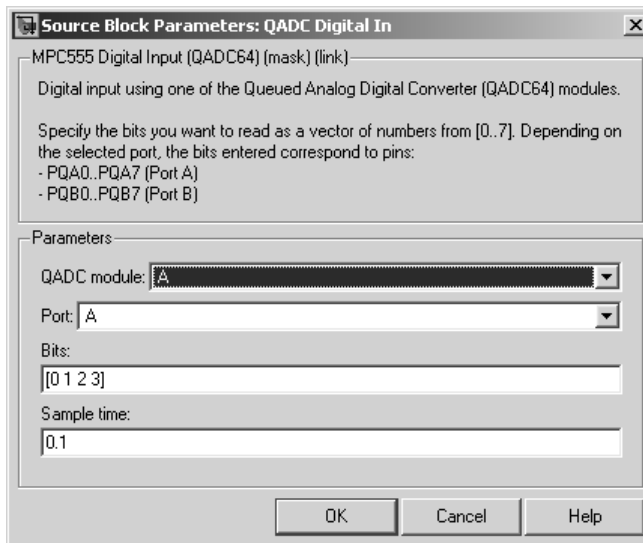 Source Block Parameters: QADC Digital In
MPC555 Digital Input (QADC64) (mask) (link)
Digital input using one of the Queued Analog Digital Converter (QADC64) modules.
Specify the bits you want to read as a vector of numbers from [0..7]. Depending on
the selected port, the bits entered correspond to pins:
- PQA0..PQA7 (Port A)
- PQB0..PQB7 (Port B)
Parameters
QADC module: A
Port: A
Bits:
[0 1 2 3]
Sample time:
0.1
OK Cancel Help